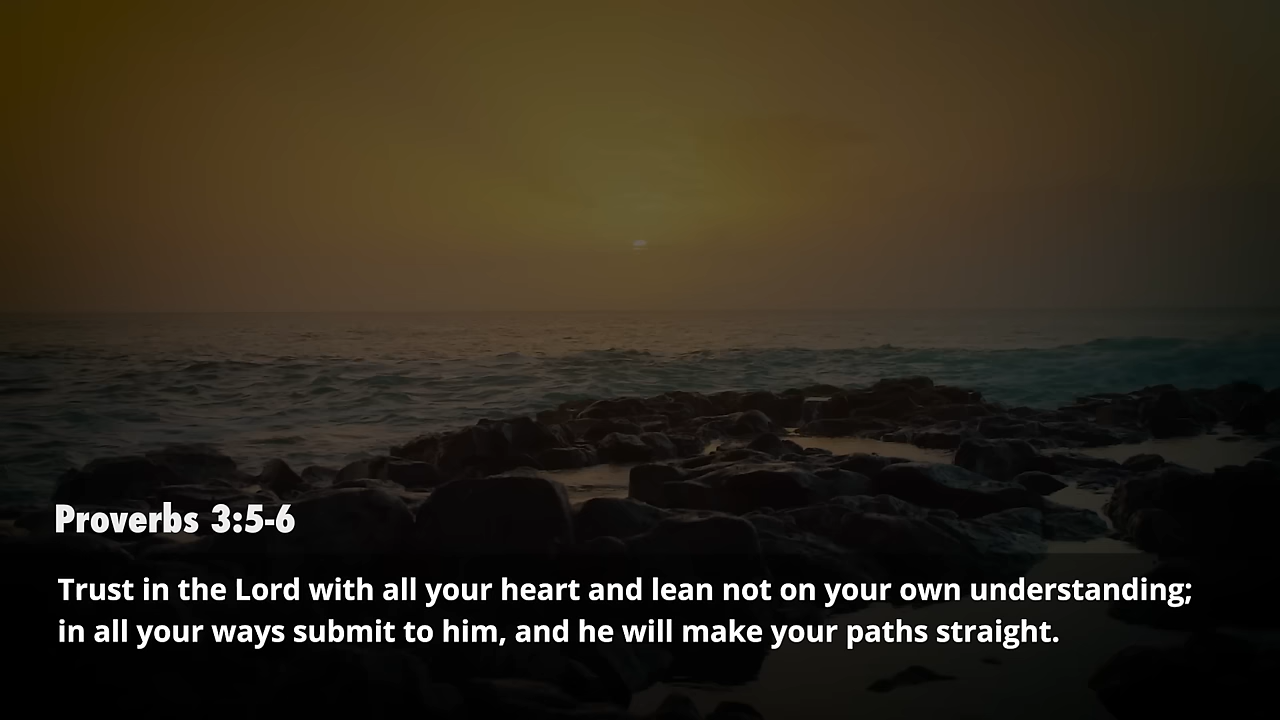 Proverbs 3:5-6
Trust in the Lord with all your heart and lean not on your own understanding;
in all your ways submit to him, and he will make your paths straight.